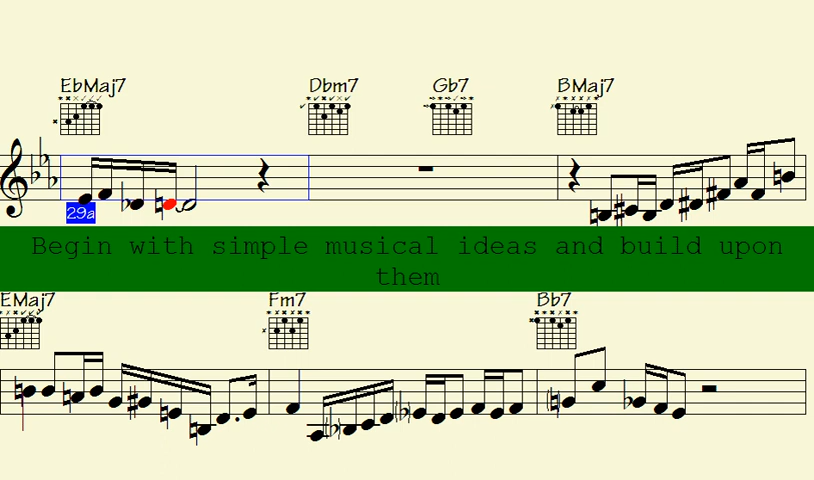 EbMaj7 Dbm7 Gb7 BMaj7
29a
Begin with simple musical ideas and build upon
them
EMaj7 Fm7 Bb7